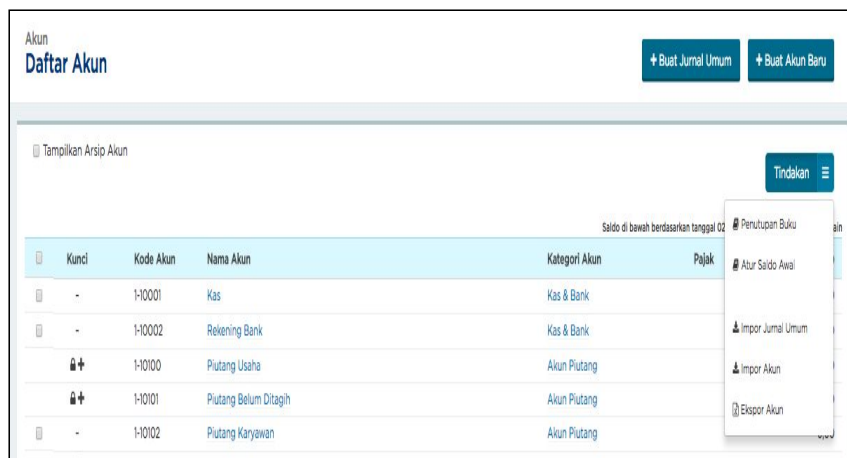 Akun
Daftar Akun
+ Buat Jurnal Umum
+ Buat Akun Baru
Tampilkan Arsip Akun
Tindakan
Saldo di bawah berdasarkan tanggal 02
Penutupan Buku
Atur Saldo Awal
Impor Jurnal Umum
Impor Akun
Ekspor Akun
Kunci Kode Akun Nama Akun Kategori Akun Pajak
- 1-10001 Kas Kas & Bank
- 1-10002 Rekening Bank Kas & Bank
1-10100 Piutang Usaha Akun Piutang
1-10101 Piutang Belum Ditagih Akun Piutang
- 1-10102 Piutang Karyawan Akun Piutang